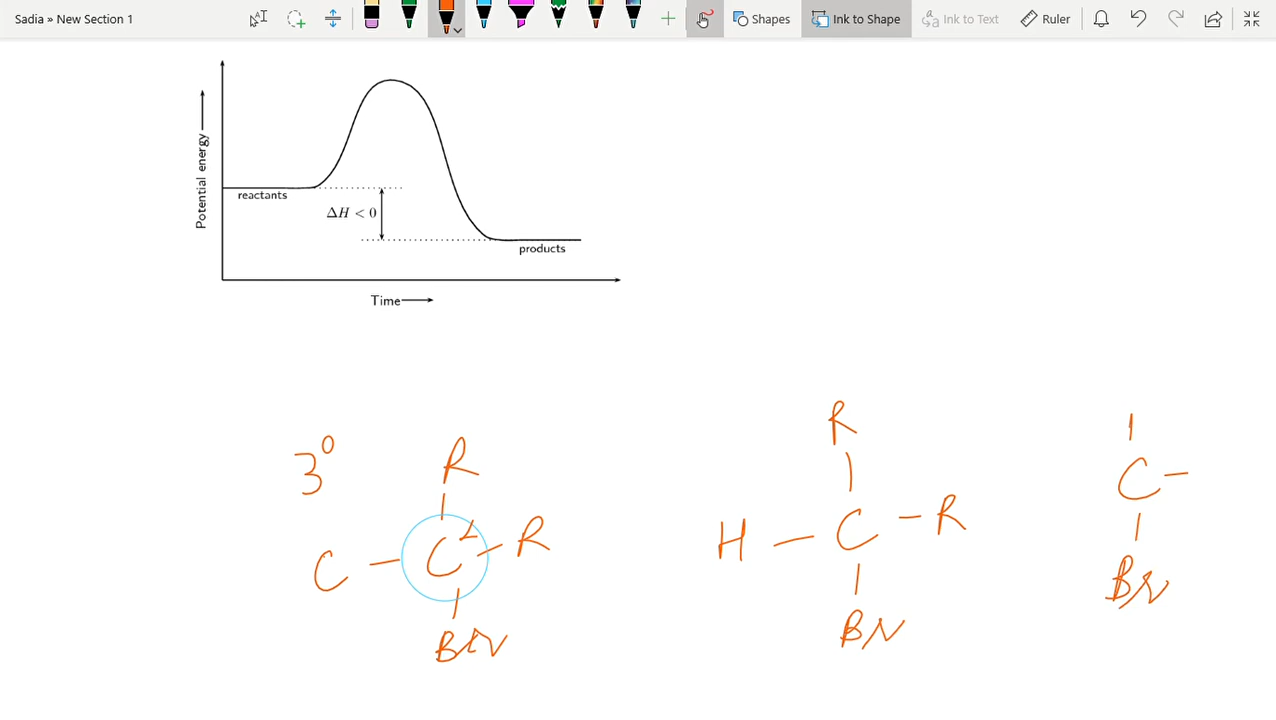 Sadia » New Section 1
Shapes
Ink to Shape
Ink to Text
Ruler
Potential energy
reactants
ΔH < 0
products
Time
3⁰
R
C – C – R
Br
R
H – C – R
Br
C –
Br